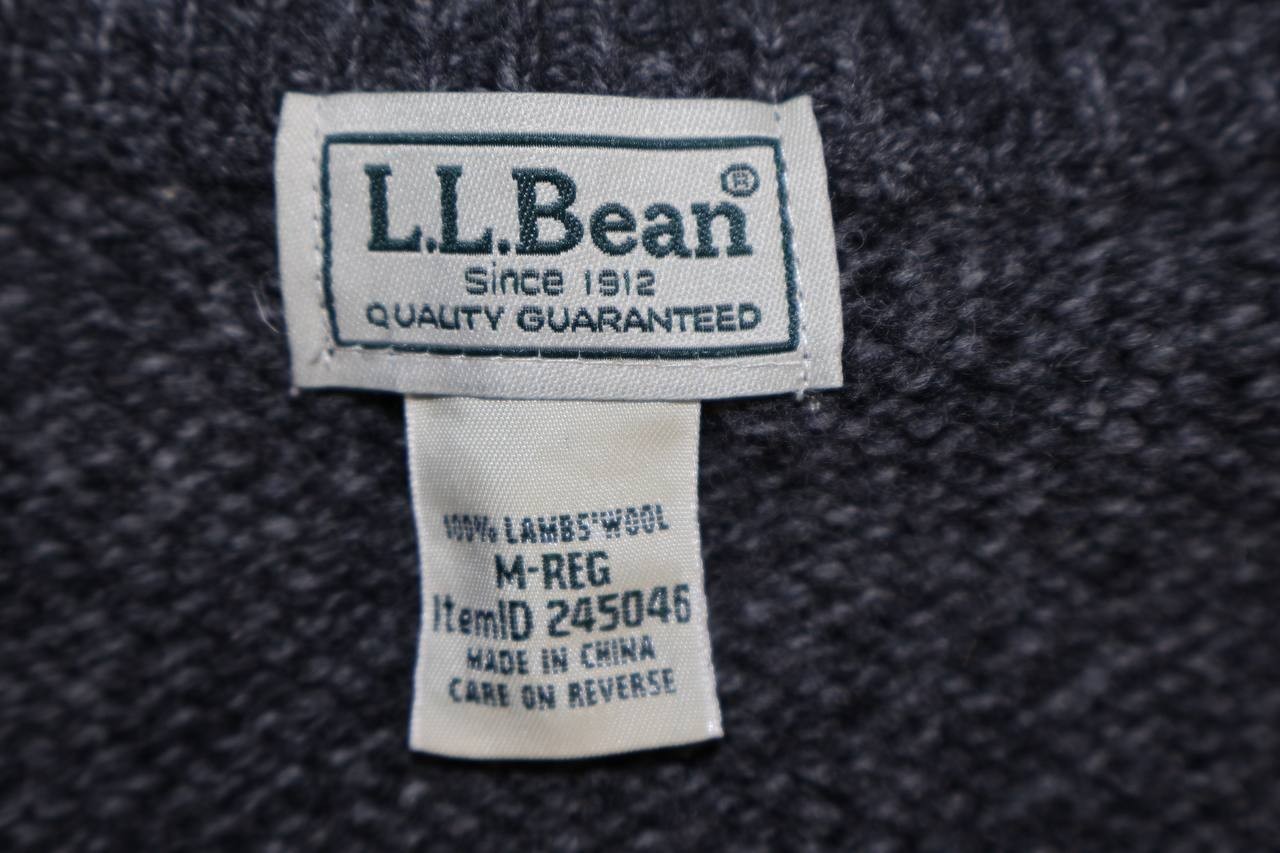 L.L.Bean®
Since 1912
QUALITY GUARANTEED
100% LAMBS'WOOL
M-REG
ItemID 245046
MADE IN CHINA
CARE ON REVERSE